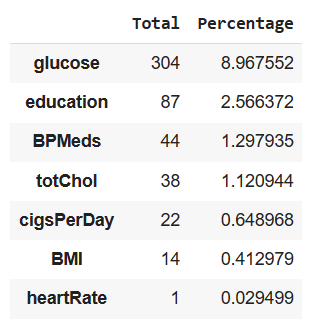 Total Percentage
glucose 304 8.967552
education 87 2.566372
BPMeds 44 1.297935
totChol 38 1.120944
cigsPerDay 22 0.648968
BMI 14 0.412979
heartRate 1 0.029499